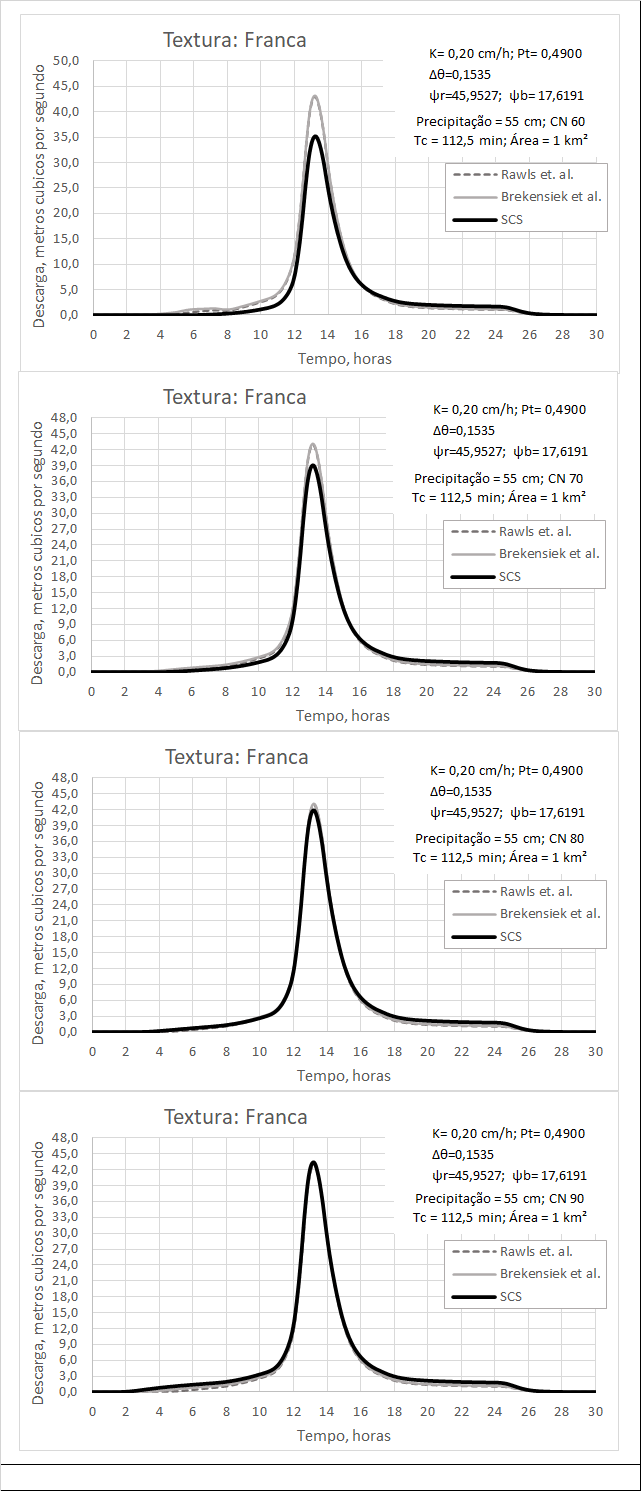 Textura: Franca
K= 0,20 cm/h; Pt= 0,4900
Δθ=0,1535
ψr=45,9527;  ψb= 17,6191
Precipitação = 55 cm; CN 60
Tc = 112,5 min; Área = 1 km²
Rawls et. al.
Brekensiek et al.
SCS
Descarga, metros cubicos por segundo
50,0
45,0
40,0
35,0
30,0
25,0
20,0
15,0
10,0
5,0
0,0
0 2 4 6 8 10 12 14 16 18 20 22 24 26 28 30
Tempo, horas
Textura: Franca
K= 0,20 cm/h; Pt= 0,4900
Δθ=0,1535
ψr=45,9527;  ψb= 17,6191
Precipitação = 55 cm; CN 70
Tc = 112,5 min; Área = 1 km²
Rawls et. al.
Brekensiek et al.
SCS
Descarga, metros cubicos por segundo
48,0
45,0
42,0
39,0
36,0
33,0
30,0
27,0
24,0
21,0
18,0
15,0
12,0
9,0
6,0
3,0
0,0
0 2 4 6 8 10 12 14 16 18 20 22 24 26 28 30
Tempo, horas
Textura: Franca
K= 0,20 cm/h; Pt= 0,4900
Δθ=0,1535
ψr=45,9527;  ψb= 17,6191
Precipitação = 55 cm; CN 80
Tc = 112,5 min; Área = 1 km²
Rawls et. al.
Brekensiek et al.
SCS
Descarga, metros cubicos por segundo
48,0
45,0
42,0
39,0
36,0
33,0
30,0
27,0
24,0
21,0
18,0
15,0
12,0
9,0
6,0
3,0
0,0
0 2 4 6 8 10 12 14 16 18 20 22 24 26 28 30
Tempo, horas
Textura: Franca
K= 0,20 cm/h; Pt= 0,4900
Δθ=0,1535
ψr=45,9527;  ψb= 17,6191
Precipitação = 55 cm; CN 90
Tc = 112,5 min; Área = 1 km²
Rawls et. al.
Brekensiek et al.
SCS
Descarga, metros cubicos por segundo
48,0
45,0
42,0
39,0
36,0
33,0
30,0
27,0
24,0
21,0
18,0
15,0
12,0
9,0
6,0
3,0
0,0
0 2 4 6 8 10 12 14 16 18 20 22 24 26 28 30
Tempo, horas